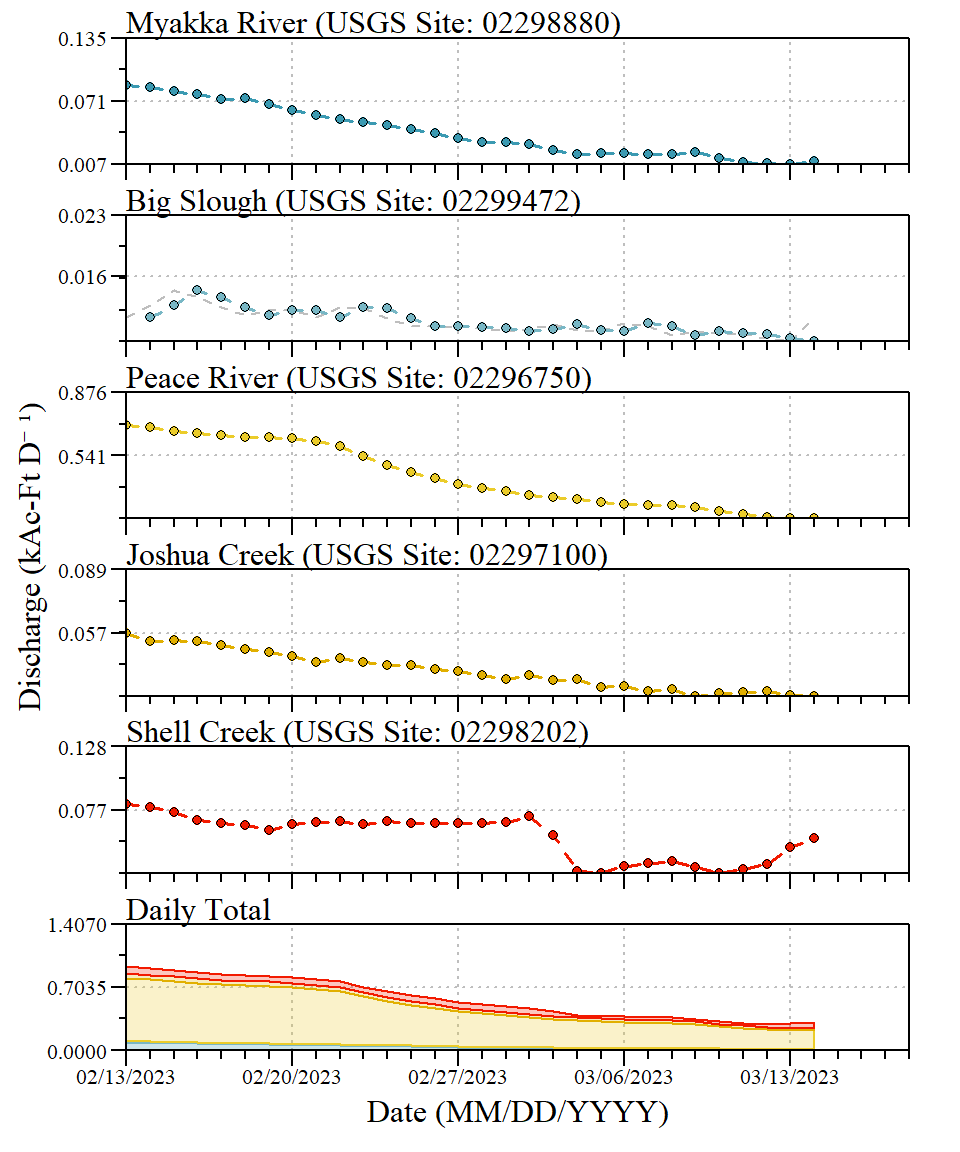 Myakka River (USGS Site: 02298880)
0.135
0.071
0.007
Big Slough (USGS Site: 02299472)
0.023
0.016
Peace River (USGS Site: 02296750)
0.876
0.541
Joshua Creek (USGS Site: 02297100)
0.089
0.057
Shell Creek (USGS Site: 02298202)
0.128
0.077
Daily Total
1.4070
0.7035
0.0000
Discharge (kAc-Ft D⁻¹)
02/13/2023 02/20/2023 02/27/2023 03/06/2023 03/13/2023
Date (MM/DD/YYYY)